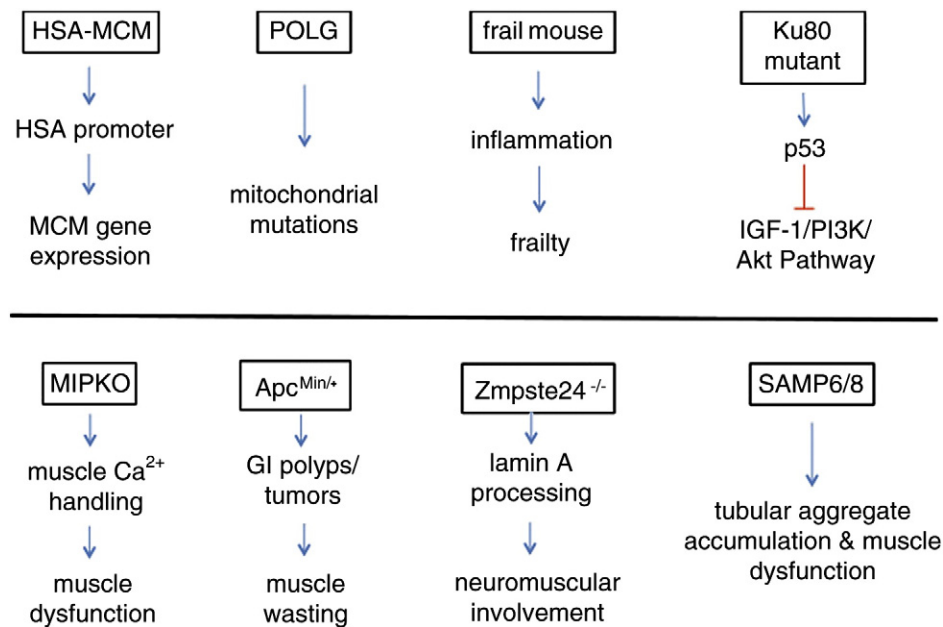 HSA-MCM
HSA promoter
MCM gene
expression
POLG
mitochondrial
mutations
frail mouse
inflammation
frailty
Ku80
mutant
p53
IGF-1/PI3K/
Akt Pathway
MIPKO
muscle Ca²⁺
handling
muscle
dysfunction
Apc^Min/+
GI polyps/
tumors
muscle
wasting
Zmpste24 ⁻/⁻
lamin A
processing
neuromuscular
involvement
SAMP6/8
tubular aggregate
accumulation & muscle
dysfunction